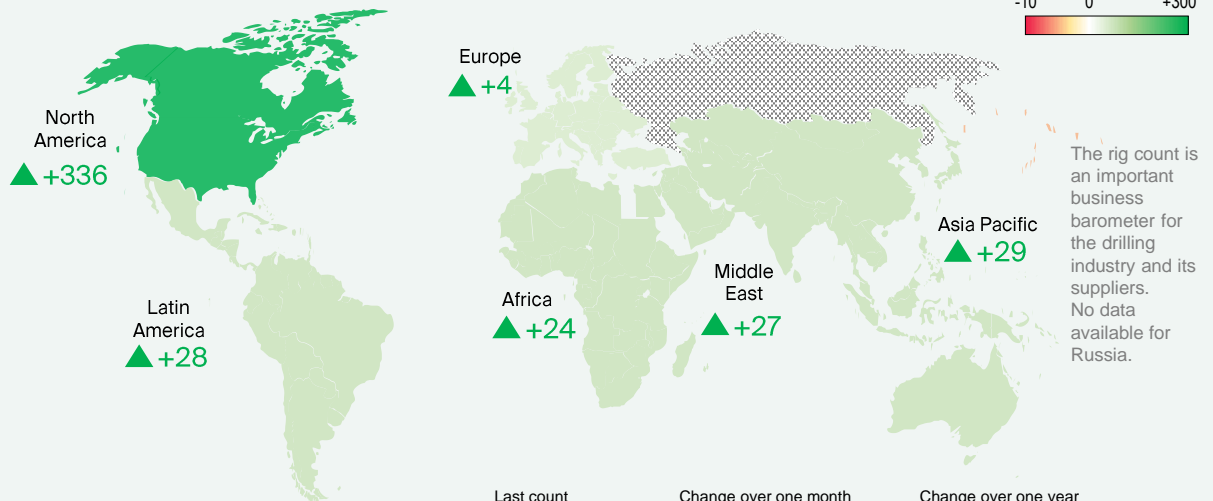 -10 0 +300
Europe
+4
North
America
+336
The rig count is
an important
business
barometer for
the drilling
industry and its
suppliers.
No data
available for
Russia.
Asia Pacific
+29
Middle
East
+27
Africa
+24
Latin
America
+28
Last count Change over one month Change over one year